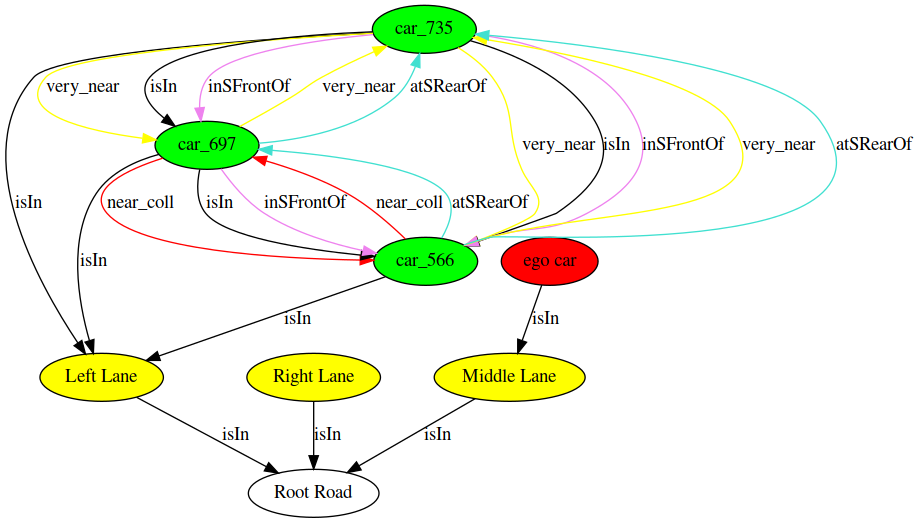 car_735
very_near
isIn
inSFrontOf
very_near
atSRearOf
car_697
very_near
isIn
inSFrontOf
very_near
atSRearOf
isIn
near_coll
isIn
inSFrontOf
near_coll
atSRearOf
isIn
car_566
ego car
isIn
isIn
Left Lane
Right Lane
Middle Lane
isIn
isIn
isIn
Root Road